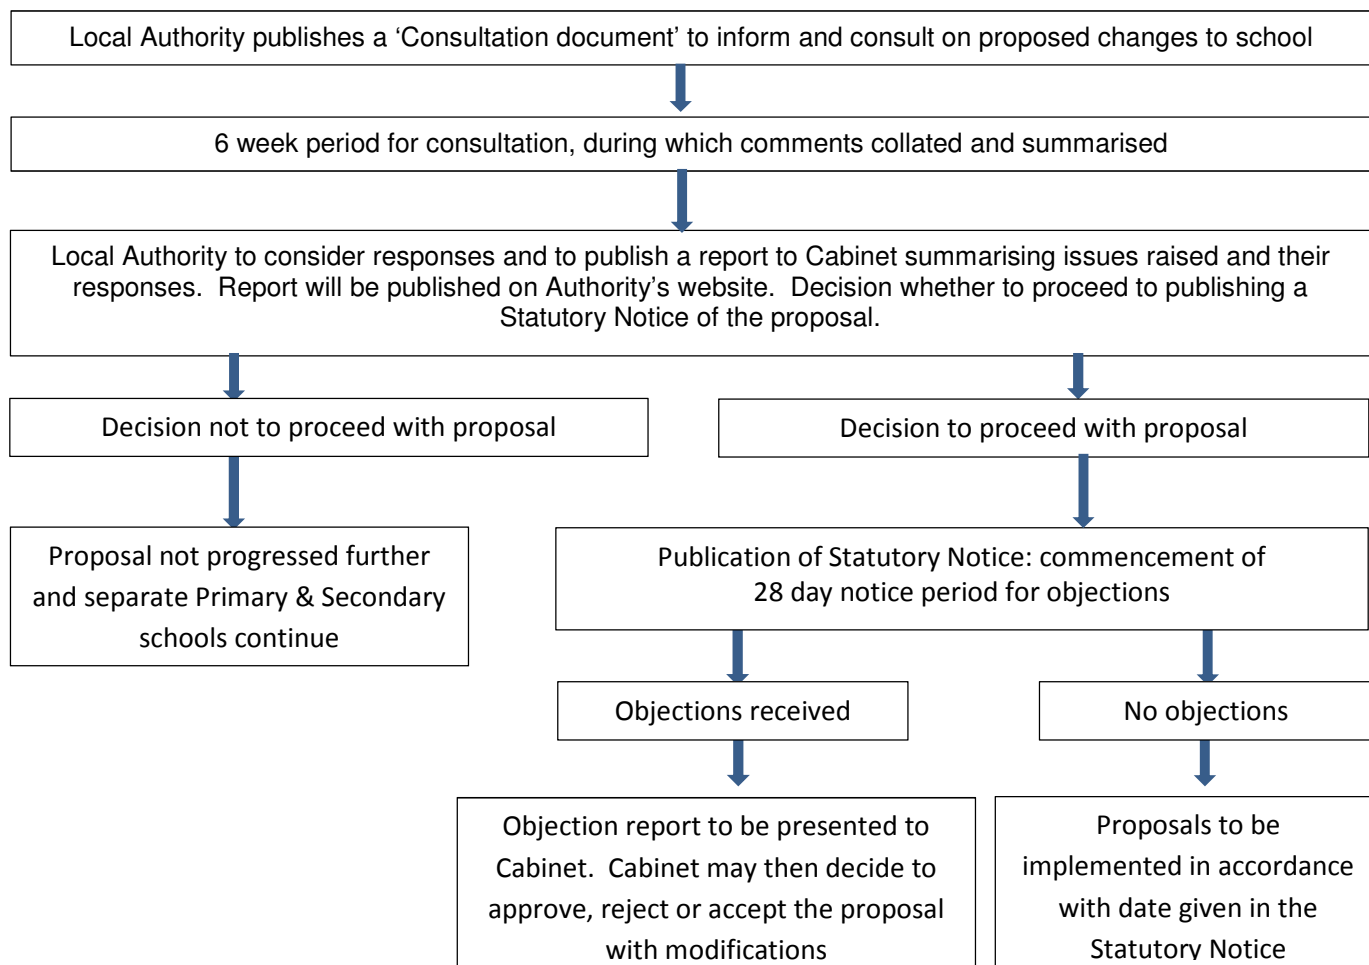 Local Authority publishes a ‘Consultation document’ to inform and consult on proposed changes to school
6 week period for consultation, during which comments collated and summarised
Local Authority to consider responses and to publish a report to Cabinet summarising issues raised and their
responses.  Report will be published on Authority’s website.  Decision whether to proceed to publishing a
Statutory Notice of the proposal.
Decision not to proceed with proposal
Decision to proceed with proposal
Proposal not progressed further
and separate Primary & Secondary
schools continue
Publication of Statutory Notice: commencement of
28 day notice period for objections
Objections received
No objections
Objection report to be presented to
Cabinet.  Cabinet may then decide to
approve, reject or accept the proposal
with modifications
Proposals to be
implemented in accordance
with date given in the
Statutory Notice